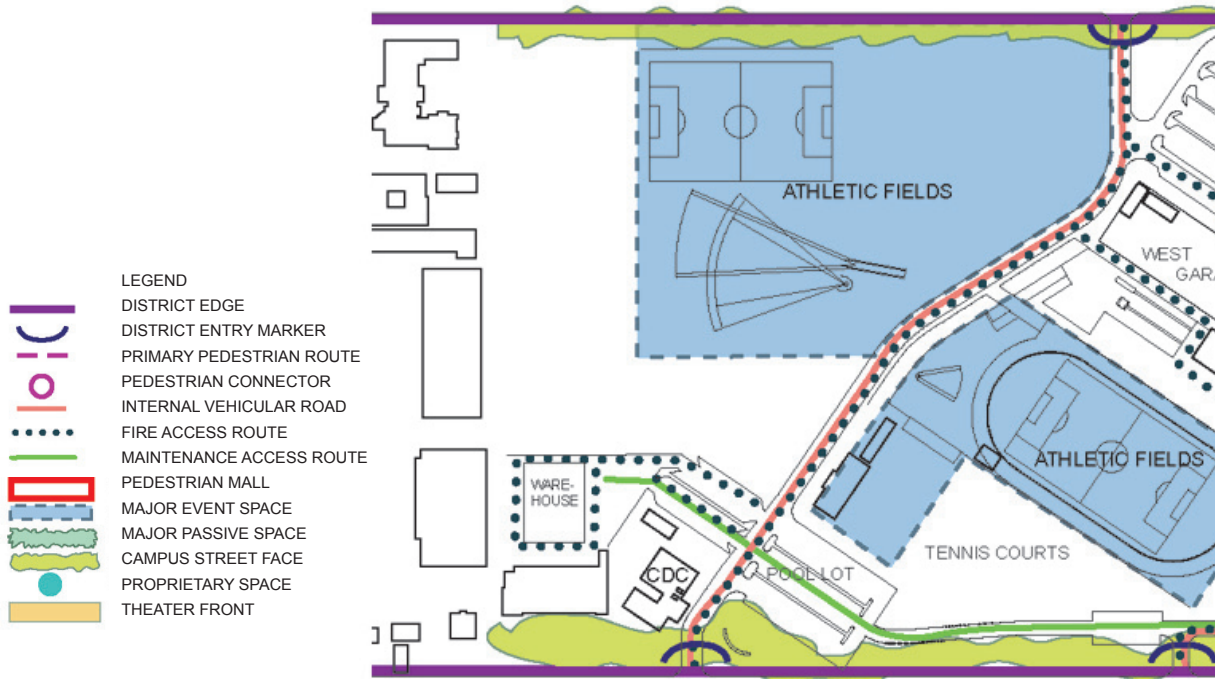 LEGEND
DISTRICT EDGE
DISTRICT ENTRY MARKER
PRIMARY PEDESTRIAN ROUTE
PEDESTRIAN CONNECTOR
INTERNAL VEHICULAR ROAD
FIRE ACCESS ROUTE
MAINTENANCE ACCESS ROUTE
PEDESTRIAN MALL
MAJOR EVENT SPACE
MAJOR PASSIVE SPACE
CAMPUS STREET FACE
PROPRIETARY SPACE
THEATER FRONT
ATHLETIC FIELDS
WEST
GARA
ATHLETIC FIELDS
WARE-
HOUSE
TENNIS COURTS
CDC
POOL LOT